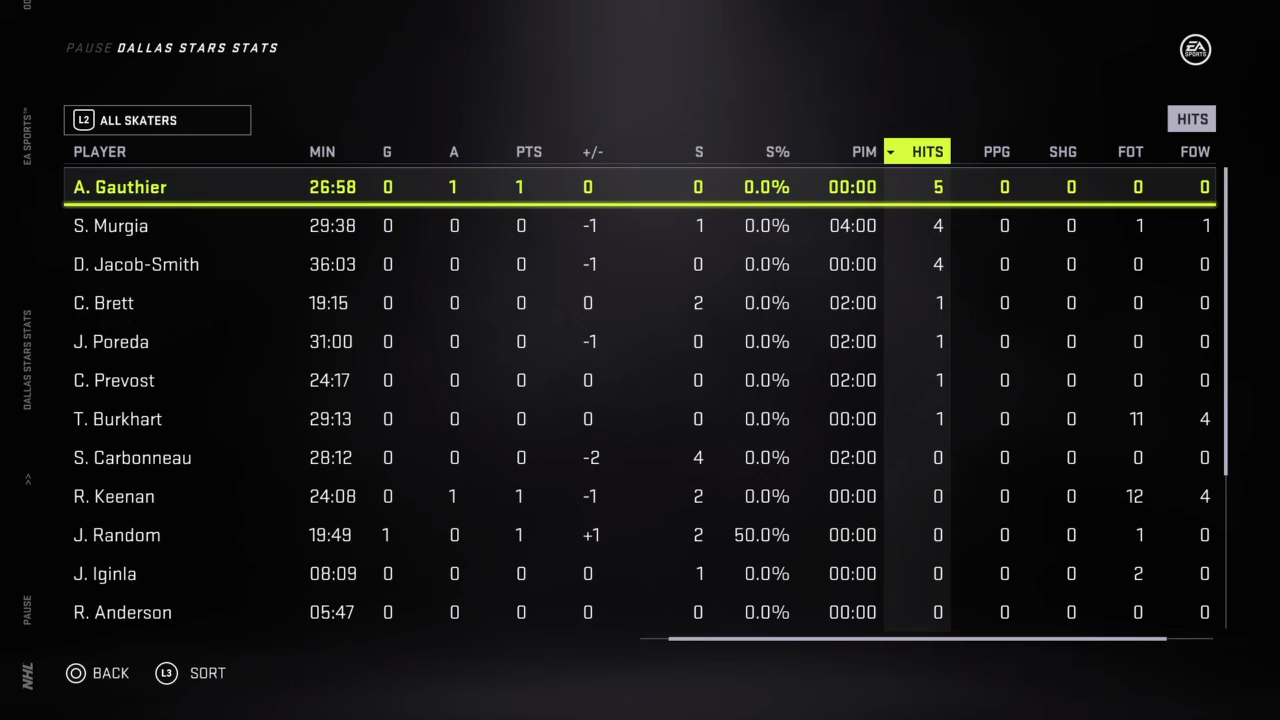 PAUSE DALLAS STARS STATS
EA SPORTS
L2 ALL SKATERS
HITS
PLAYER MIN G A PTS +/- S S% PIM HITS PPG SHG FOT FOW
A. Gauthier 26:58 0 1 1 0 0 0.0% 00:00 5 0 0 0 0
S. Murgia 29:38 0 0 0 -1 1 0.0% 04:00 4 0 0 1 1
D. Jacob-Smith 36:03 0 0 0 -1 0 0.0% 00:00 4 0 0 0 0
C. Brett 19:15 0 0 0 0 2 0.0% 02:00 1 0 0 0 0
J. Poreda 31:00 0 0 0 -1 0 0.0% 02:00 1 0 0 0 0
C. Prevost 24:17 0 0 0 0 0 0.0% 02:00 1 0 0 0 0
T. Burkhart 29:13 0 0 0 0 0 0.0% 00:00 1 0 0 11 4
S. Carbonneau 28:12 0 0 0 -2 4 0.0% 02:00 0 0 0 0 0
R. Keenan 24:08 0 1 1 -1 2 0.0% 00:00 0 0 0 12 4
J. Random 19:49 1 0 1 +1 2 50.0% 00:00 0 0 0 1 0
J. Iginla 08:09 0 0 0 0 1 0.0% 00:00 0 0 0 2 0
R. Anderson 05:47 0 0 0 0 0 0.0% 00:00 0 0 0 0 0
BACK L3 SORT
NHL PAUSE >> DALLAS STARS STATS EA SPORTS™